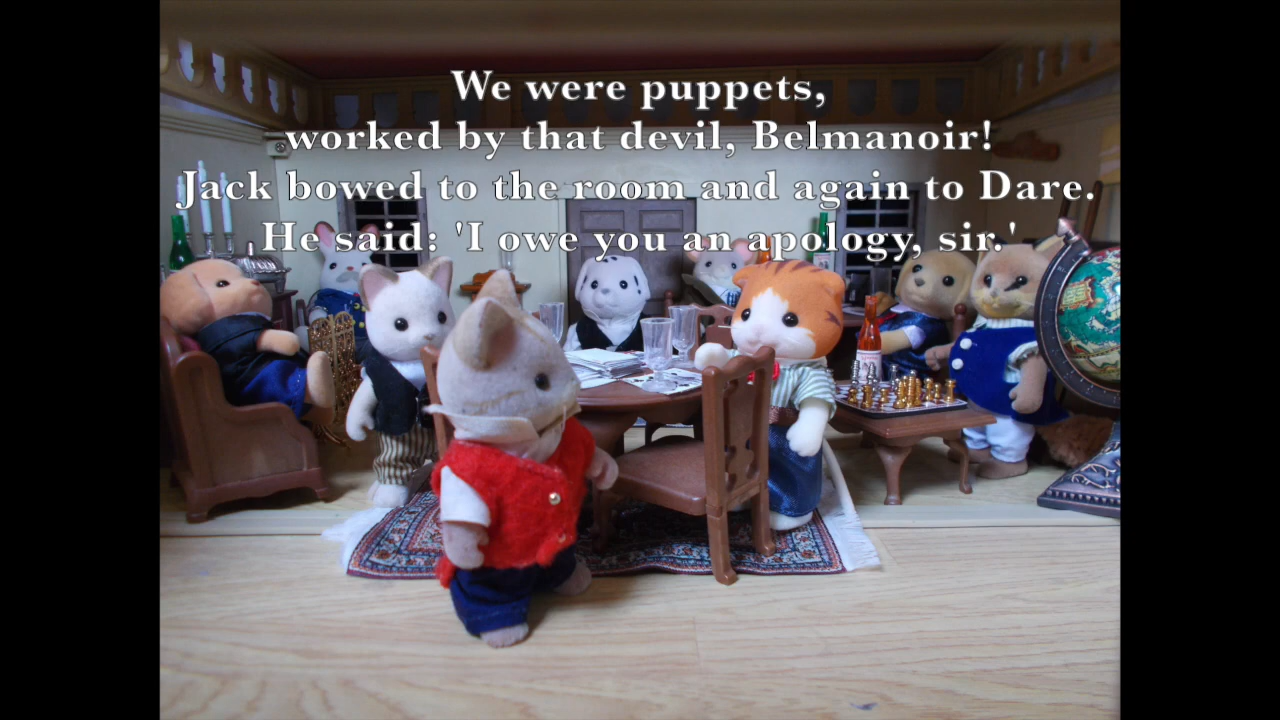 We were puppets,
worked by that devil, Belmanoir!
Jack bowed to the room and again to Dare.
He said: 'I owe you an apology, sir.'